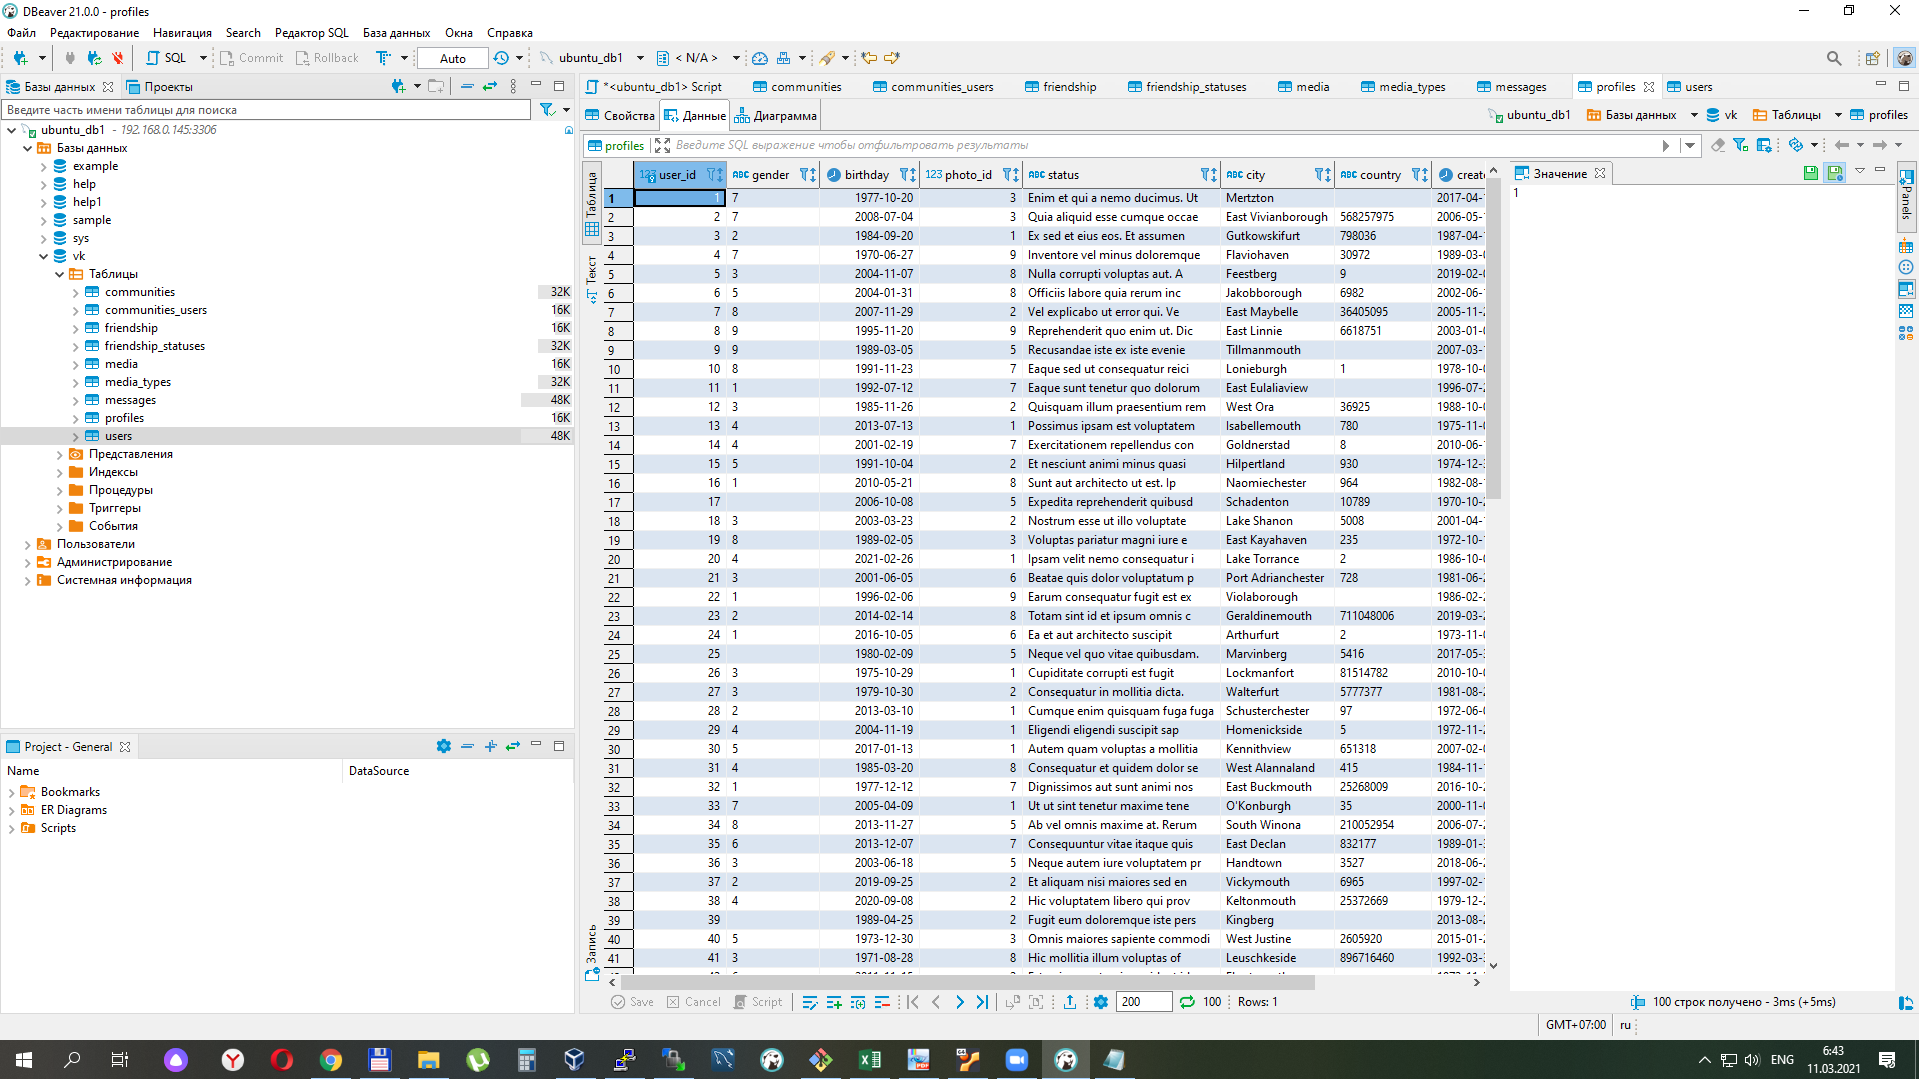 DBeaver 21.0.0 - profiles
Файл Редактирование Навигация Search Редактор SQL База данных Окна Справка
SQL Commit Rollback Auto ubuntu_db1 < N/A >
Базы данных Проекты
Введите часть имени таблицы для поиска
ubuntu_db1 - 192.168.0.145:3306
Базы данных
example
help
help1
sample
sys
vk
Таблицы
communities 32K
communities_users 16K
friendship 16K
friendship_statuses 32K
media 16K
media_types 32K
messages 48K
profiles 16K
users 48K
Представления
Индексы
Процедуры
Триггеры
События
Пользователи
Администрирование
Системная информация
Project - General
Name DataSource
Bookmarks
ER Diagrams
Scripts
*<ubuntu_db1> Script communities communities_users friendship friendship_statuses media media_types messages profiles users
Свойства Данные Диаграмма ubuntu_db1 Базы данных vk Таблицы profiles
profiles Введите SQL выражение чтобы отфильтровать результаты
Таблица
Текст
Запись
123 user_id ABC gender birthday 123 photo_id ABC status ABC city ABC country
1 1 7 1977-10-20 3 Enim et qui a nemo ducimus. Ut Mertzton 2017-04-
2 2 7 2008-07-04 3 Quia aliquid esse cumque occae East Vivianborough 568257975 2006-05-
3 3 2 1984-09-20 1 Ex sed et eius eos. Et assumen Gutkowskifurt 798036 1987-04-
4 4 7 1970-06-27 9 Inventore vel minus doloremque Flaviohaven 30972 1989-03-
5 5 3 2004-11-07 8 Nulla corrupti voluptas aut. A Feestberg 9 2019-02-
6 6 5 2004-01-31 8 Officiis labore quia rerum inc Jakobborough 6982 2002-06-
7 7 8 2007-11-29 2 Vel explicabo ut error qui. Ve East Maybelle 36405095 2005-11-
8 8 9 1995-11-20 9 Reprehenderit quo enim ut. Dic East Linnie 6618751 2003-01-
9 9 9 1989-03-05 5 Recusandae iste ex iste evenie Tillmanmouth 2007-03-
10 10 8 1991-11-23 7 Eaque sed ut consequatur reici Lonieburgh 1 1978-10-
11 11 1 1992-07-12 7 Eaque sunt tenetur quo dolorum East Eulaliaview 1996-07-
12 12 3 1985-11-26 2 Quisquam illum praesentium rem West Ora 36925 1988-10-
13 13 4 2013-07-13 1 Possimus ipsam est voluptatem Isabellemouth 780 1975-11-
14 14 4 2001-02-19 7 Exercitationem repellendus con Goldnerstad 8 2010-06-
15 15 5 1991-10-04 2 Et nesciunt animi minus quasi Hilpertland 930 1974-12-
16 16 1 2010-05-21 8 Sunt aut architecto ut est. Ip Naomiechester 964 1982-08-
17 17 2006-10-08 5 Expedita reprehenderit quibusd Schadenton 10789 1970-10-
18 18 3 2003-03-23 2 Nostrum esse ut illo voluptate Lake Shanon 5008 2001-04-
19 19 8 1989-02-05 3 Voluptas pariatur magni iure e East Kayahaven 235 1972-10-
20 20 4 2021-02-26 1 Ipsam velit nemo consequatur i Lake Torrance 2 1986-10-
21 21 3 2001-06-05 6 Beatae quis dolor voluptatum p Port Adrianchester 728 1981-06-
22 22 1 1996-02-06 9 Earum consequatur fugit est ex Violaborough 1986-02-
23 23 2 2014-02-14 8 Totam sint id et ipsum omnis c Geraldinemouth 711048006 2019-03-
24 24 1 2016-10-05 6 Ea et aut architecto suscipit Arthurfurt 2 1973-11-
25 25 1980-02-09 5 Neque vel quo vitae quibusdam. Marvinberg 5416 2017-05-
26 26 3 1975-10-29 1 Cupiditate corrupti est fugit Lockmanfort 81514782 2010-10-
27 27 3 1979-10-30 2 Consequatur in mollitia dicta. Walterfurt 5777377 1981-08-
28 28 2 2013-03-10 1 Cumque enim quisquam fuga fuga Schusterchester 97 1972-06-
29 29 4 2004-11-19 1 Eligendi eligendi suscipit sap Homenickside 5 1972-11-
30 30 5 2017-01-13 1 Autem quam voluptas a mollitia Kennithview 651318 2007-02-
31 31 4 1985-03-20 8 Consequatur et quidem dolor se West Alannaland 415 1984-11-
32 32 1 1977-12-12 7 Dignissimos aut sunt animi nos East Buckmouth 25268009 2016-10-
33 33 7 2005-04-09 1 Ut ut sint tenetur maxime tene O'Konburgh 35 2000-11-
34 34 8 2013-11-27 5 Ab vel omnis maxime at. Rerum South Winona 210052954 2006-07-
35 35 6 2013-12-07 7 Consequuntur vitae itaque quis East Declan 832177 1989-01-
36 36 3 2003-06-18 5 Neque autem iure voluptatem pr Handtown 3527 2018-06-
37 37 2 2019-09-25 2 Et aliquam nisi maiores sed en Vickymouth 6965 1997-02-
38 38 4 2020-09-08 2 Hic voluptatem libero qui prov Keltonmouth 25372669 1979-12-
39 39 1989-04-25 2 Fugit eum doloremque iste pers Kingberg 2013-08-
40 40 5 1973-12-30 3 Omnis maiores sapiente commodi West Justine 2605920 2015-01-
41 41 3 1971-08-28 8 Hic mollitia illum voluptas of Leuschkeside 896716460 1992-03-
Значение
1
Panels
Save Cancel Script 200 100 Rows: 1
100 строк получено - 3ms (+5ms)
GMT+07:00 ru
ENG 6:43
11.03.2021